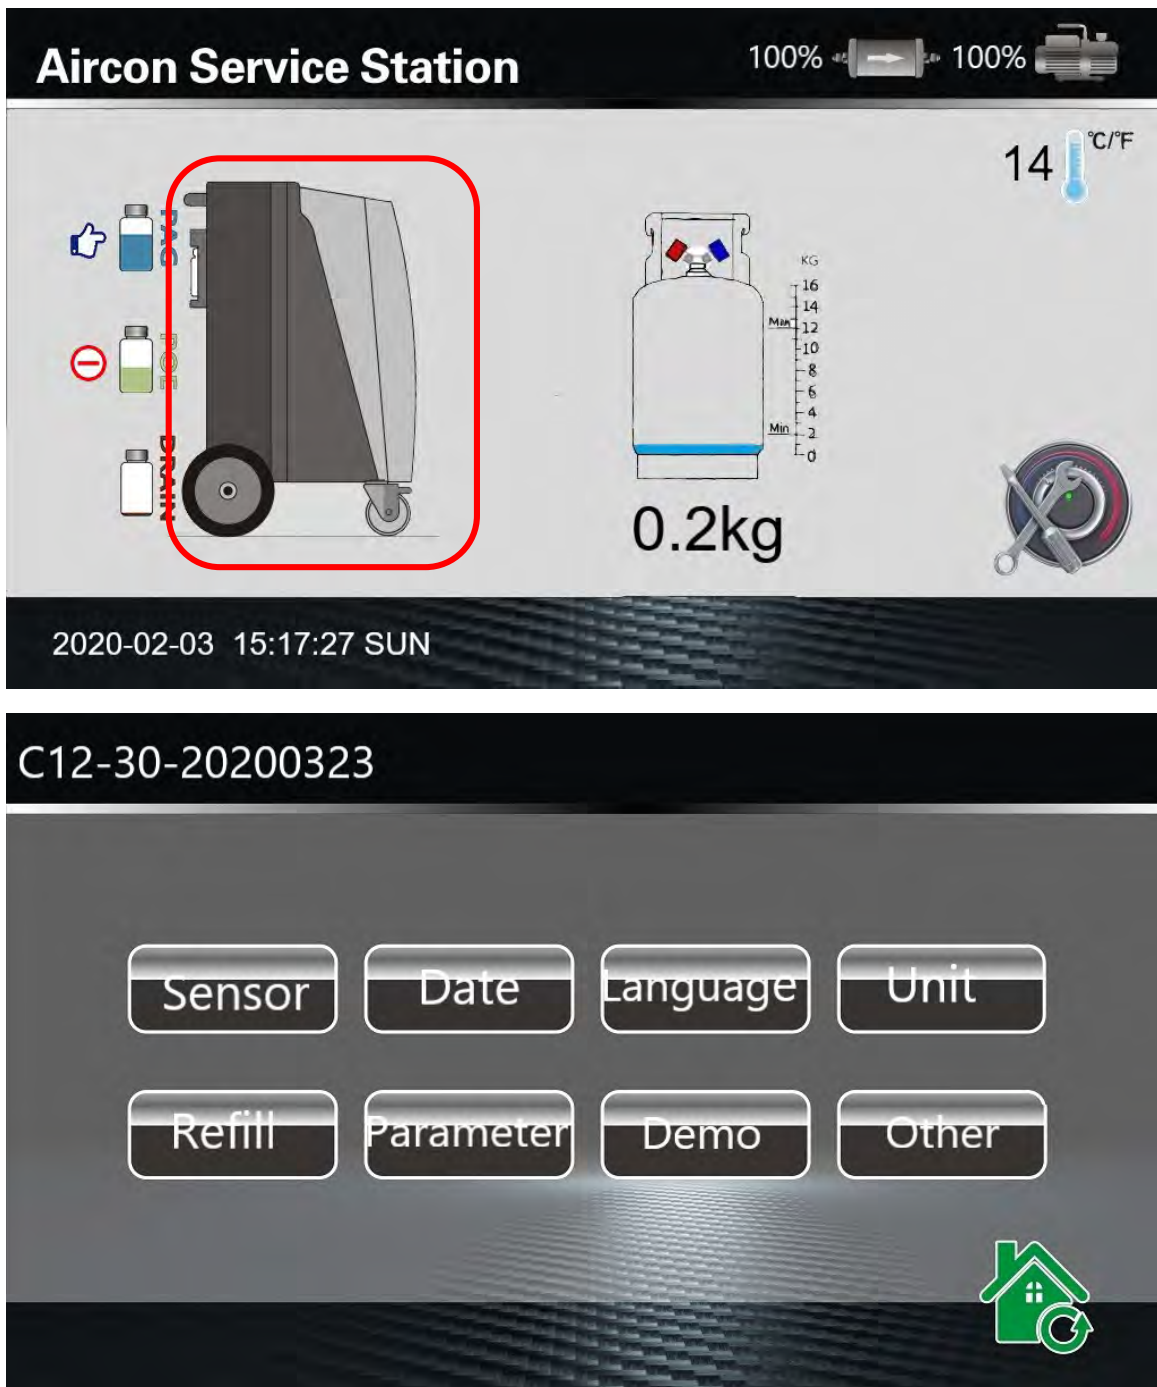 Aircon Service Station
100%
100%
14
℃/℉
PAG
POE
DRAIN
KG
16
14
Max
12
10
8
6
4
Min
2
0
0.2kg
2020-02-03 15:17:27 SUN
C12-30-20200323
Sensor
Date
Language
Unit
Refill
Parameter
Demo
Other